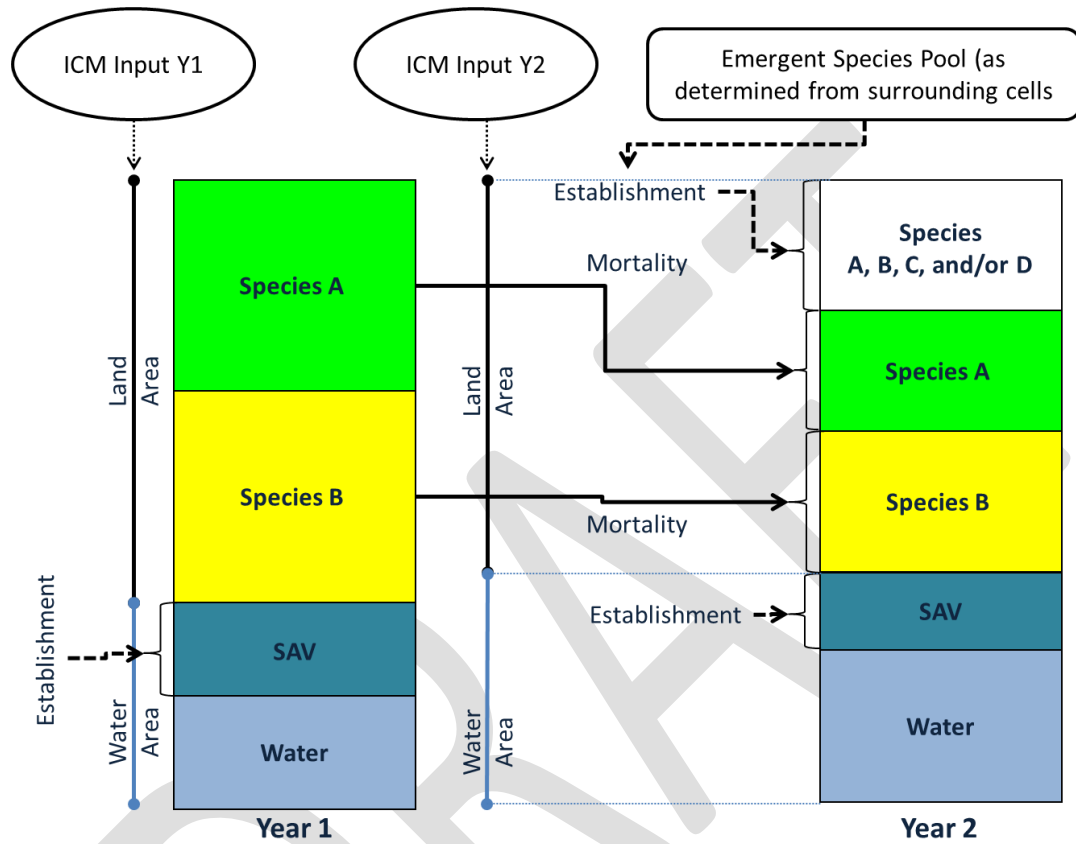 ICM Input Y1
ICM Input Y2
Emergent Species Pool (as
determined from surrounding cells
Establishment
Mortality
Species
A, B, C, and/or D
Species A
Land
Area
Land
Area
Species A
Species B
Species B
Mortality
Establishment
Establishment
SAV
SAV
Water
Area
Water
Area
Water
Water
Year 1
Year 2
DRAFT